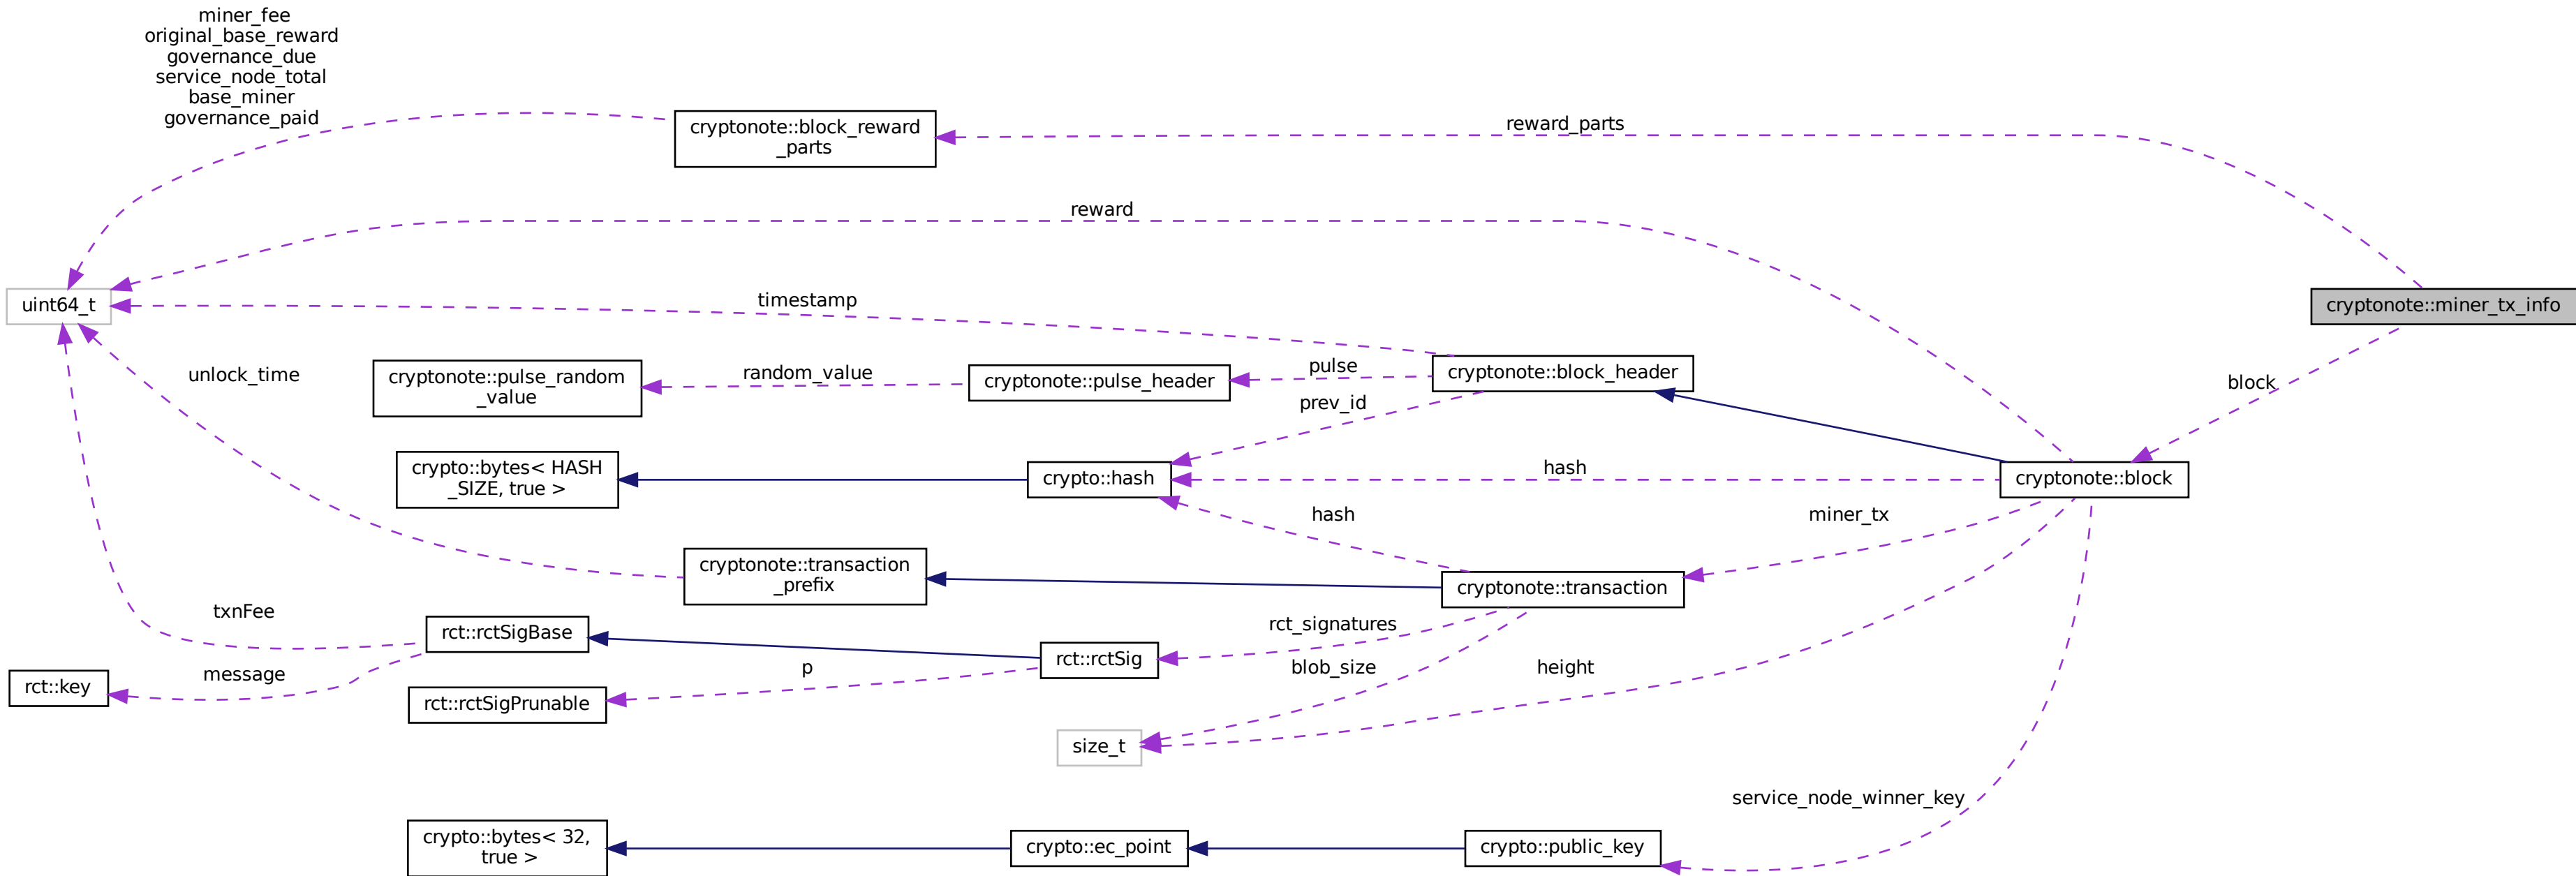 miner_fee
original_base_reward
governance_due
service_node_total
base_miner
governance_paid
cryptonote::block_reward
_parts
reward_parts
reward
uint64_t
timestamp
cryptonote::miner_tx_info
unlock_time
cryptonote::pulse_random
_value
random_value
cryptonote::pulse_header
pulse
cryptonote::block_header
block
prev_id
crypto::bytes< HASH
_SIZE, true >
crypto::hash
hash
cryptonote::block
hash
miner_tx
cryptonote::transaction
_prefix
cryptonote::transaction
txnFee
rct::rctSigBase
rct_signatures
rct::rctSig
message
p
blob_size
height
rct::key
rct::rctSigPrunable
size_t
service_node_winner_key
crypto::bytes< 32,
true >
crypto::ec_point
crypto::public_key